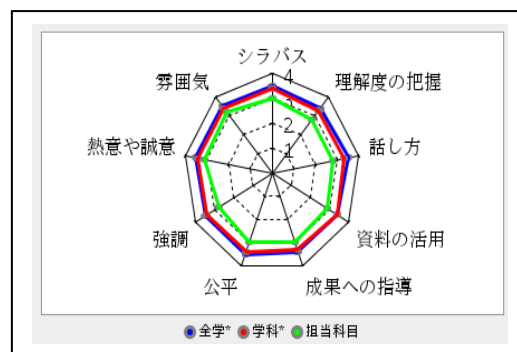 シラバス
理解度の把握
話し方
資料の活用
成果への指導
公平
強調
熱意や誠意
雰囲気
4
3
2
1
全学* 学科* 担当科目